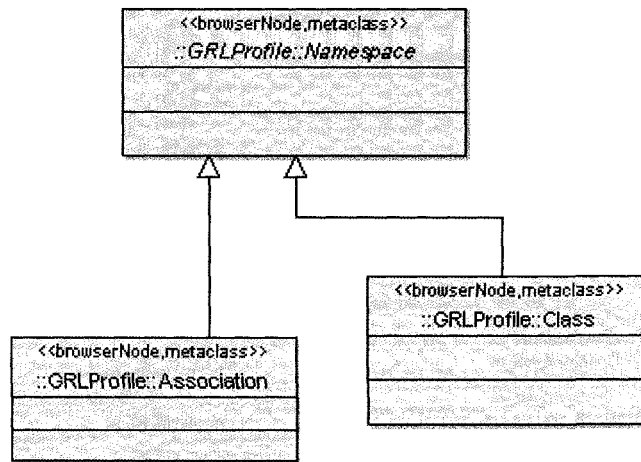 <<browserNode,metaclass>>
::GRLProfile::Namespace
<<browserNode,metaclass>>
::GRLProfile::Class
<<browserNode,metaclass>>
::GRLProfile::Association